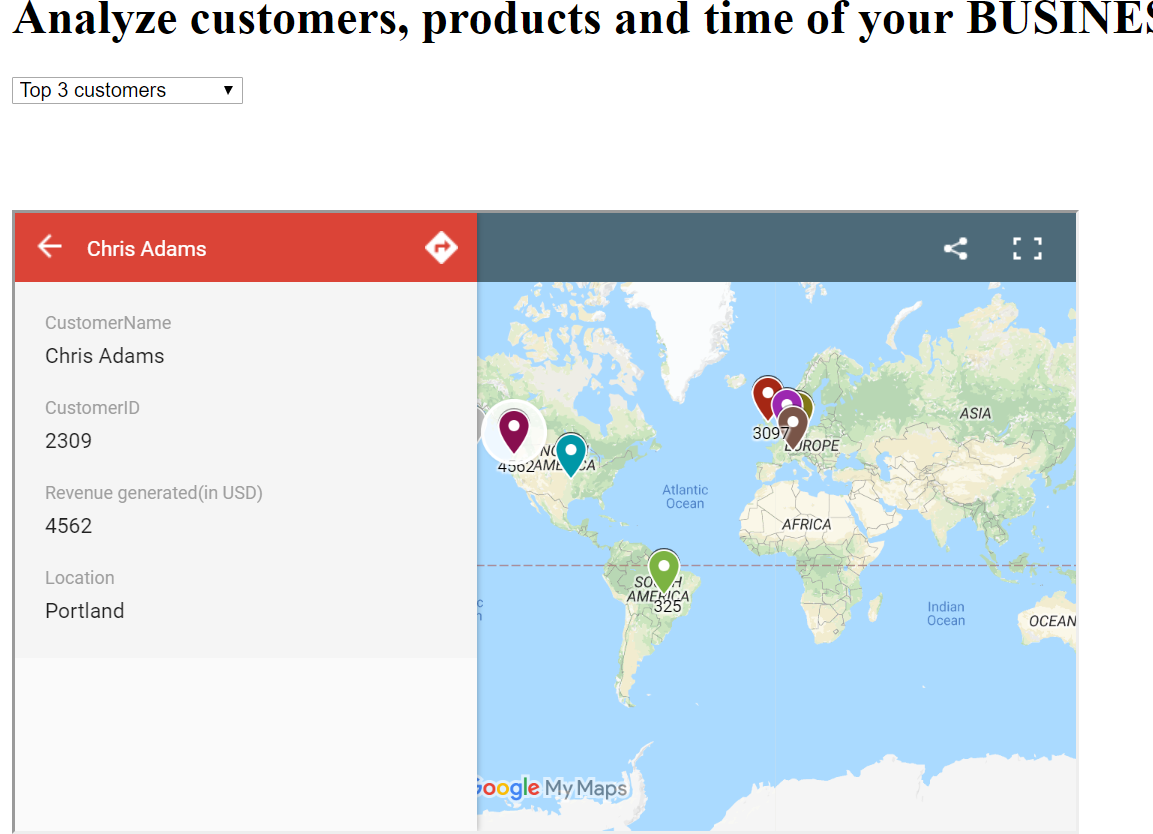 Analyze customers, products and time of your BUSINES
Top 3 customers
Chris Adams
CustomerName
Chris Adams
CustomerID
2309
Revenue generated(in USD)
4562
Location
Portland
ASIA
3097
EUROPE
4562
AMERICA
Atlantic
Ocean
AFRICA
SOUTH
AMERICA
325
Indian
Ocean
OCEAN
Google My Maps